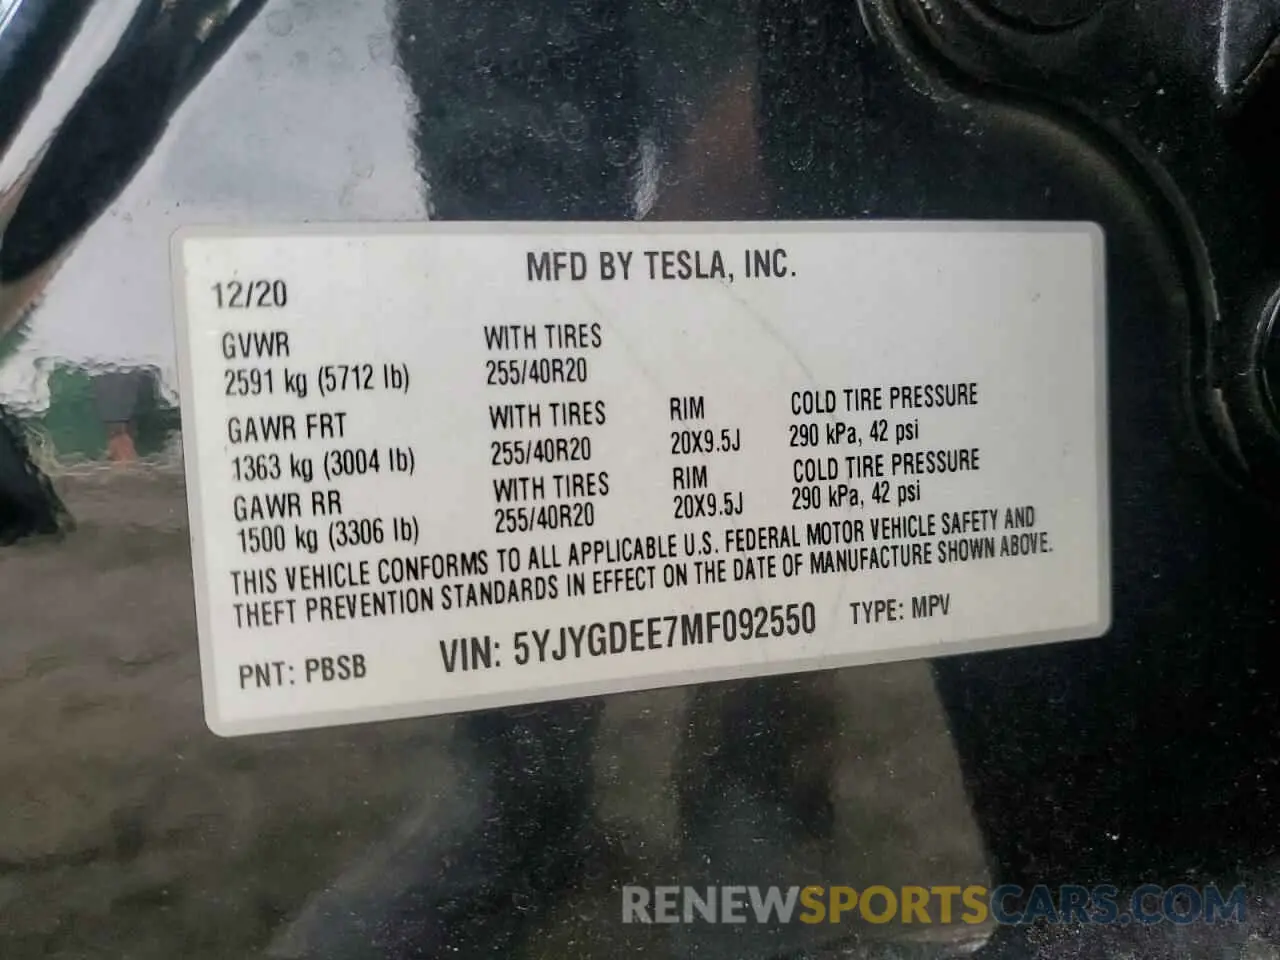 MFD BY TESLA, INC.
12/20
GVWR WITH TIRES
2591 kg (5712 lb) 255/40R20
GAWR FRT WITH TIRES RIM COLD TIRE PRESSURE
1363 kg (3004 lb) 255/40R20 20X9.5J 290 kPa, 42 psi
GAWR RR WITH TIRES RIM COLD TIRE PRESSURE
1500 kg (3306 lb) 255/40R20 20X9.5J 290 kPa, 42 psi
THIS VEHICLE CONFORMS TO ALL APPLICABLE U.S. FEDERAL MOTOR VEHICLE SAFETY AND
THEFT PREVENTION STANDARDS IN EFFECT ON THE DATE OF MANUFACTURE SHOWN ABOVE.
PNT: PBSB VIN: 5YJYGDEE7MF092550 TYPE: MPV
RENEWSPORTSCARS.COM